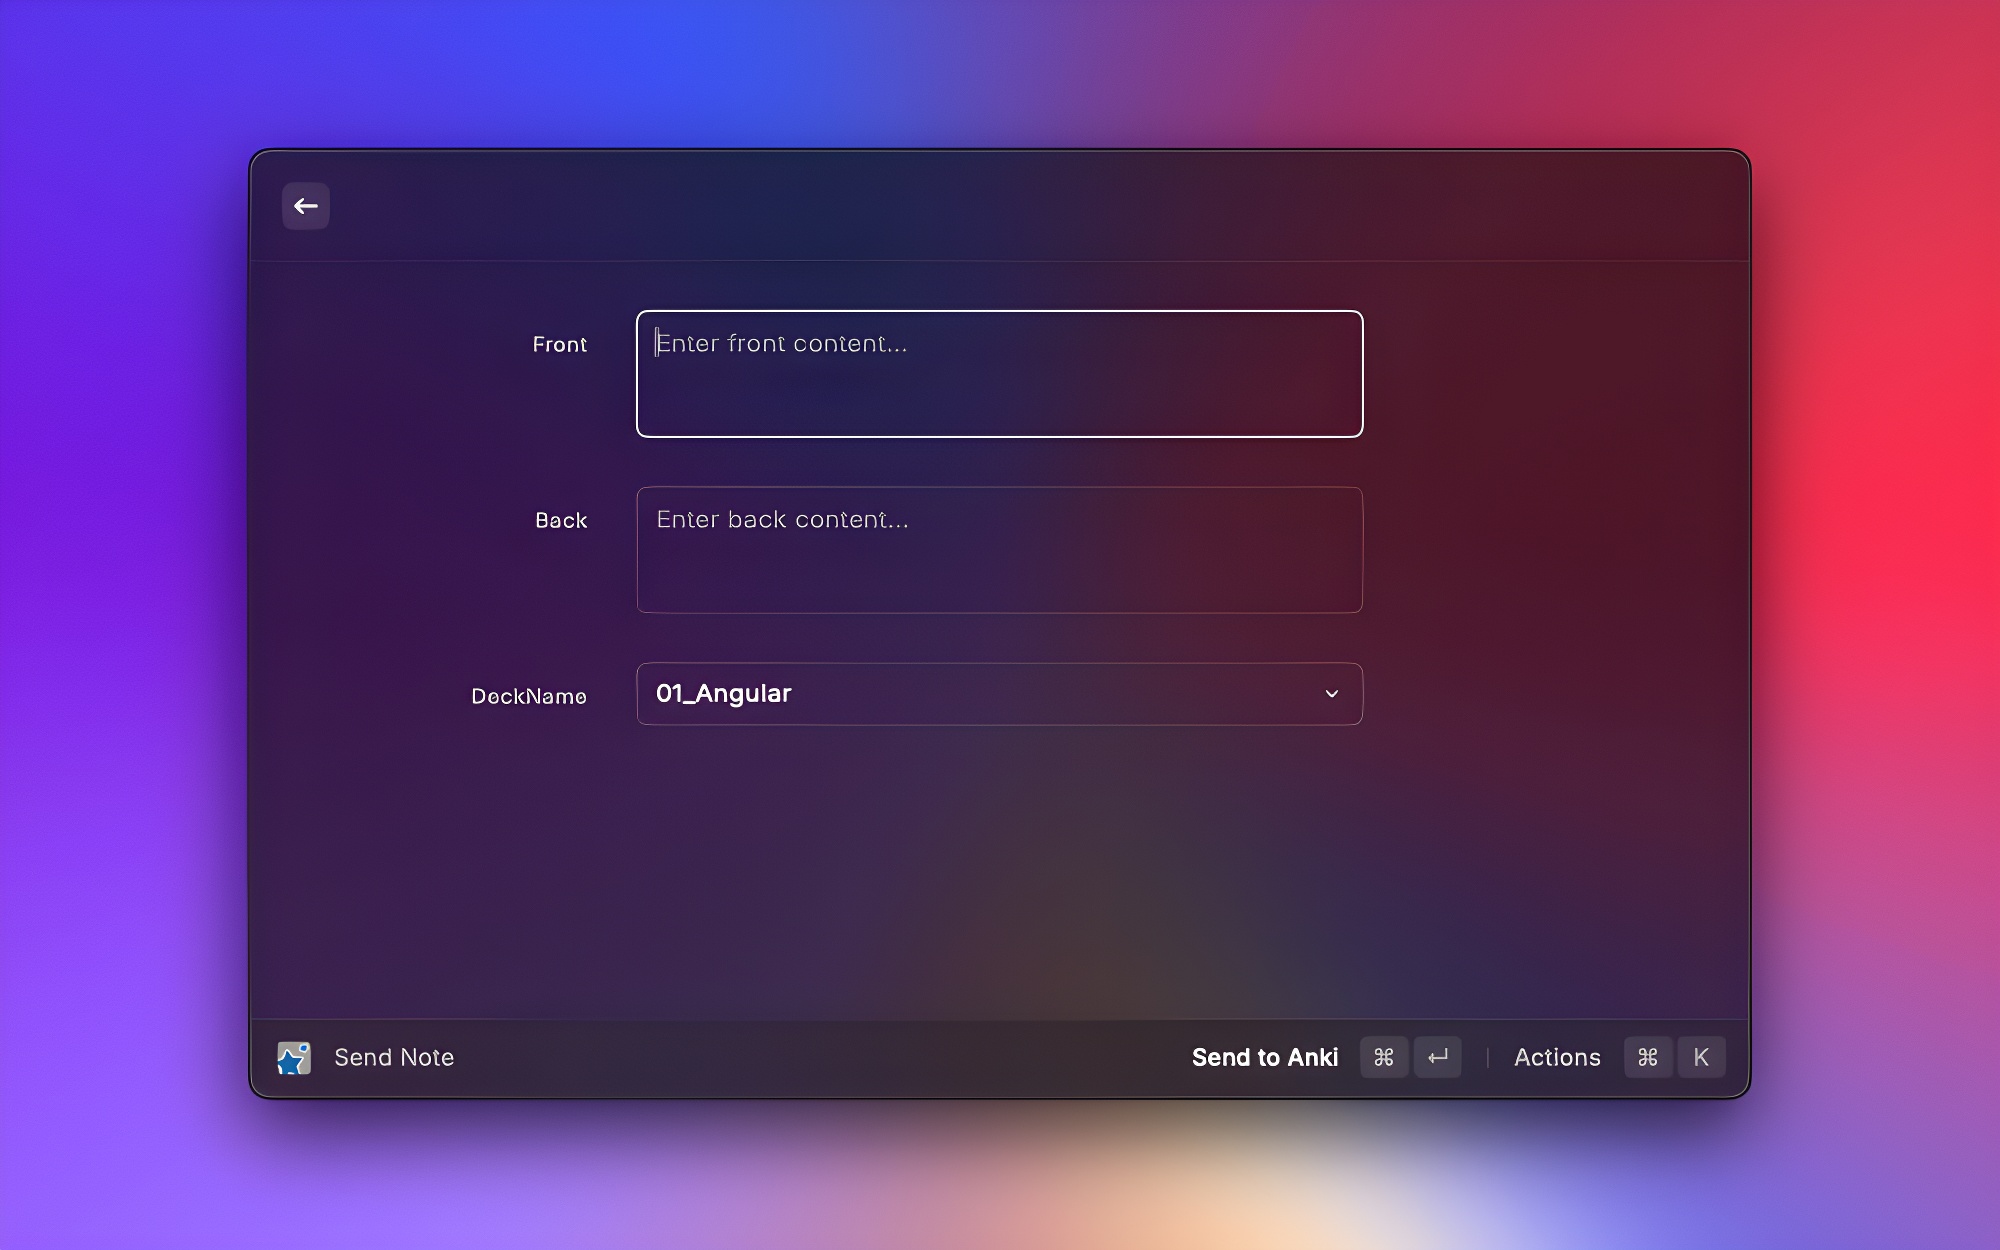 Front
Enter front content...
Back
Enter back content...
DeckName
01_Angular
Send Note
Send to Anki ⌘ ↵ | Actions ⌘ K